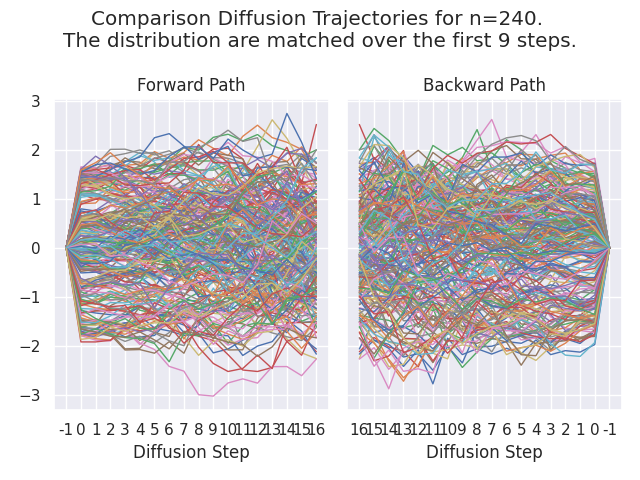 Comparison Diffusion Trajectories for n=240.
The distribution are matched over the first 9 steps.
Forward Path
Backward Path
3
2
1
0
−1
−2
−3
-1 0 1 2 3 4 5 6 7 8 9 10 11 12 13 14 15 16
16 15 14 13 12 11 10 9 8 7 6 5 4 3 2 1 0 -1
Diffusion Step
Diffusion Step